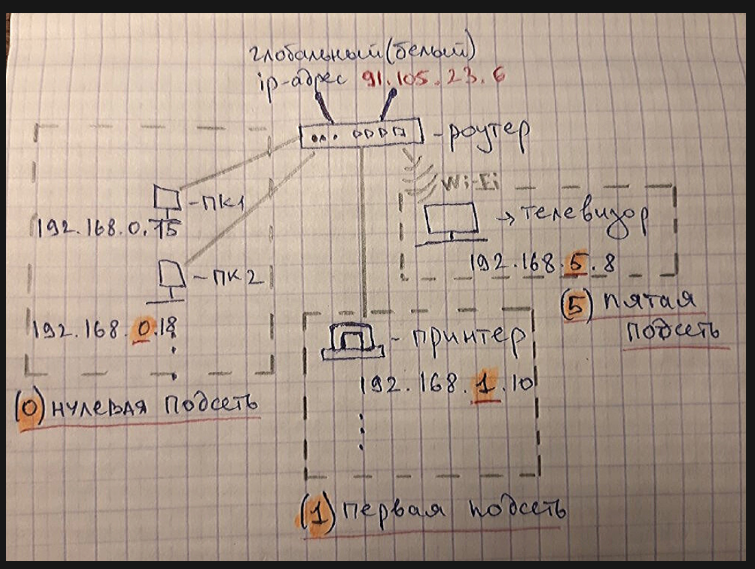 глобальный (белый)
ip-адрес 91.105.23.6
- роутер
Wi-Fi
- ПК1
192.168.0.15
→ телевизор
192.168.5.8
- ПК2
192.168.0.18
(5) пятая
подсеть
- принтер
192.168.1.10
(0) нулевая подсеть
(1) первая подсеть